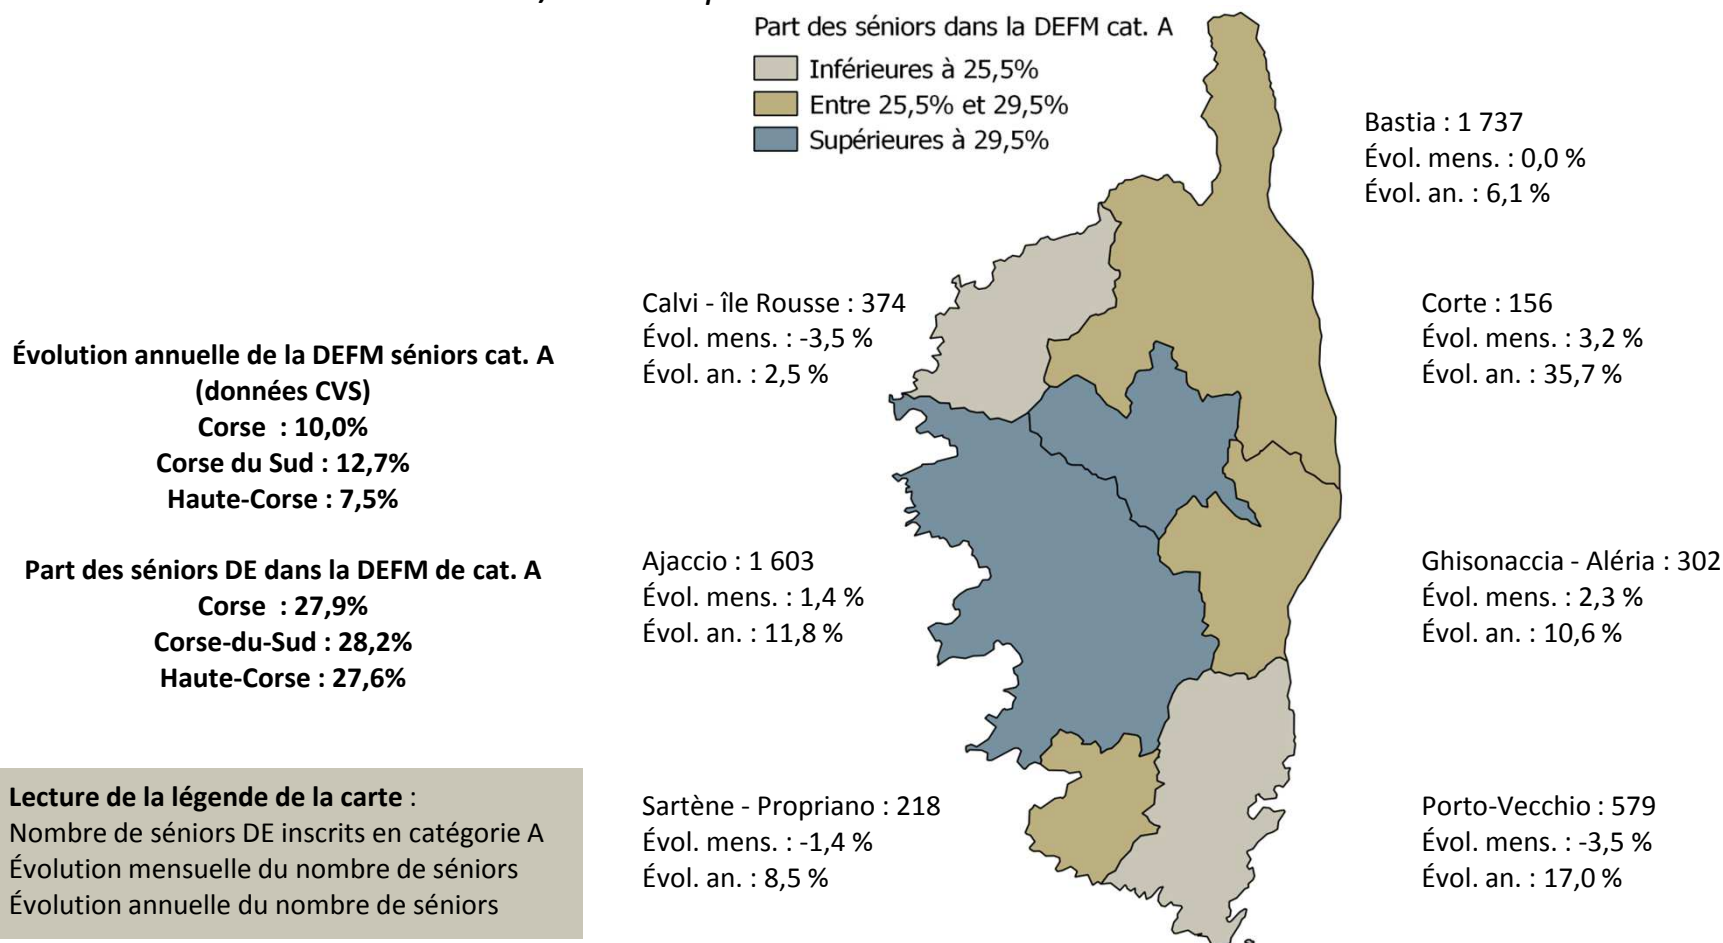 Part des séniors dans la DEFM cat. A
Inférieures à 25,5%
Entre 25,5% et 29,5%
Supérieures à 29,5%
Bastia : 1 737
Évol. mens. : 0,0 %
Évol. an. : 6,1 %
Calvi - île Rousse : 374
Évol. mens. : -3,5 %
Évol. an. : 2,5 %
Corte : 156
Évol. mens. : 3,2 %
Évol. an. : 35,7 %
Évolution annuelle de la DEFM séniors cat. A
(données CVS)
Corse : 10,0%
Corse du Sud : 12,7%
Haute-Corse : 7,5%
Part des séniors DE dans la DEFM de cat. A
Corse : 27,9%
Corse-du-Sud : 28,2%
Haute-Corse : 27,6%
Ajaccio : 1 603
Évol. mens. : 1,4 %
Évol. an. : 11,8 %
Ghisonaccia - Aléria : 302
Évol. mens. : 2,3 %
Évol. an. : 10,6 %
Lecture de la légende de la carte :
Nombre de séniors DE inscrits en catégorie A
Évolution mensuelle du nombre de séniors
Évolution annuelle du nombre de séniors
Sartène - Propriano : 218
Évol. mens. : -1,4 %
Évol. an. : 8,5 %
Porto-Vecchio : 579
Évol. mens. : -3,5 %
Évol. an. : 17,0 %